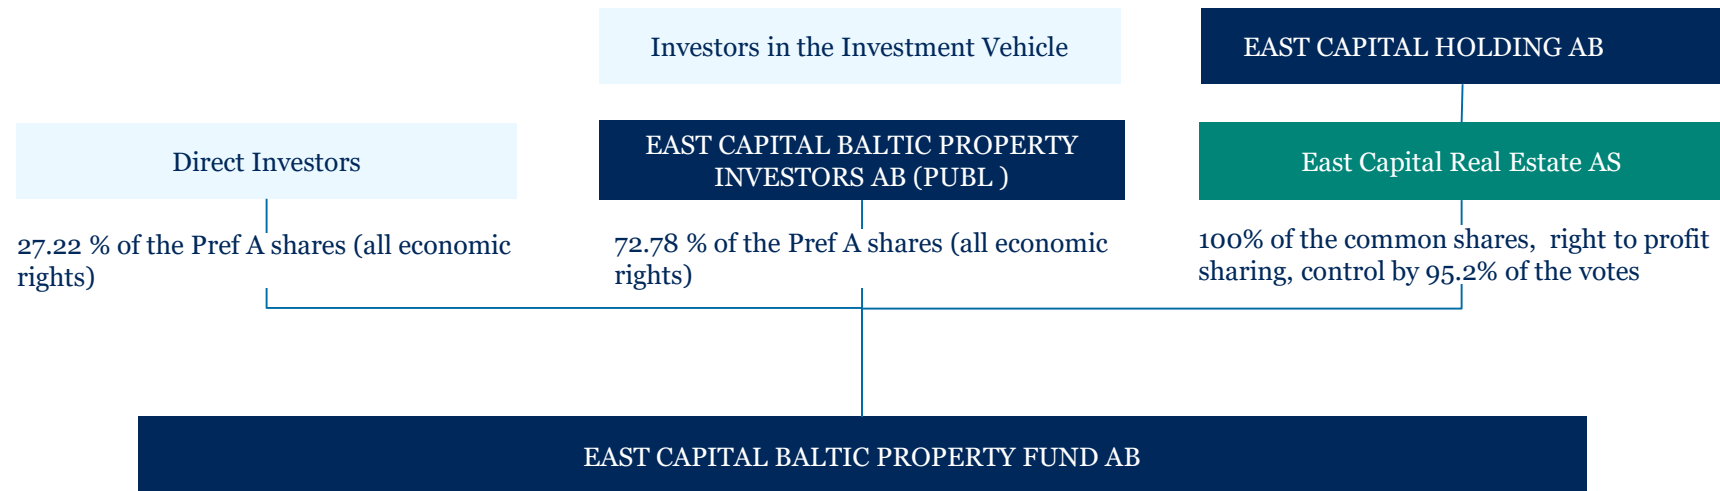 Investors in the Investment Vehicle
EAST CAPITAL HOLDING AB
Direct Investors
EAST CAPITAL BALTIC PROPERTY
INVESTORS AB (PUBL )
East Capital Real Estate AS
27.22 % of the Pref A shares (all economic
rights)
72.78 % of the Pref A shares (all economic
rights)
100% of the common shares,  right to profit
sharing, control by 95.2% of the votes
EAST CAPITAL BALTIC PROPERTY FUND AB